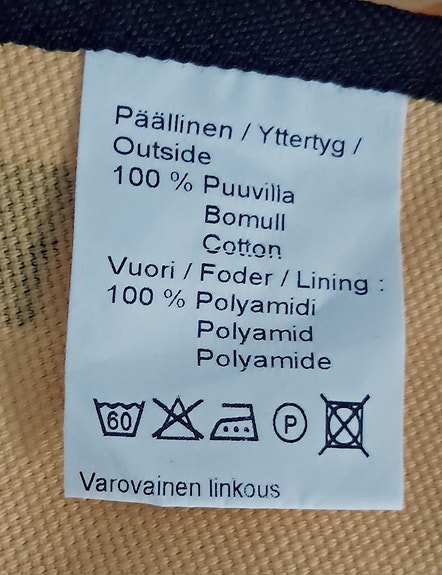 Päällinen / Yttertyg /
Outside
100 % Puuvilla
Bomull
Cotton
Vuori / Foder / Lining :
100 % Polyamidi
Polyamid
Polyamide
60 P
Varovainen linkous